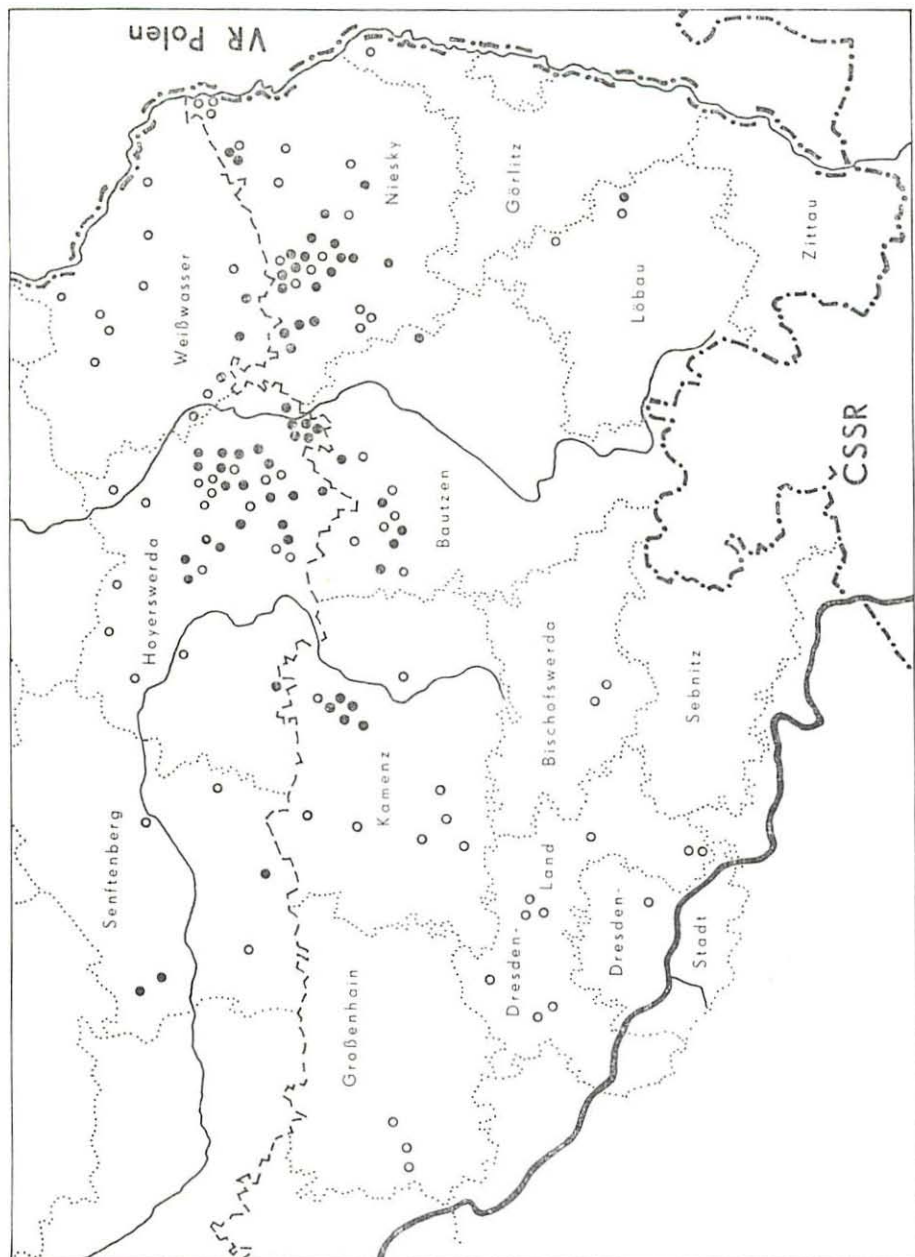 VR Polen
Weißwasser
Niesky
Görlitz
Löbau
Zittau
CSSR
Hoyerswerda
Bautzen
Bischofswerda
Sebnitz
Senftenberg
Kamenz
Großenhain
Dresden-
Land
Dresden-
Stadt